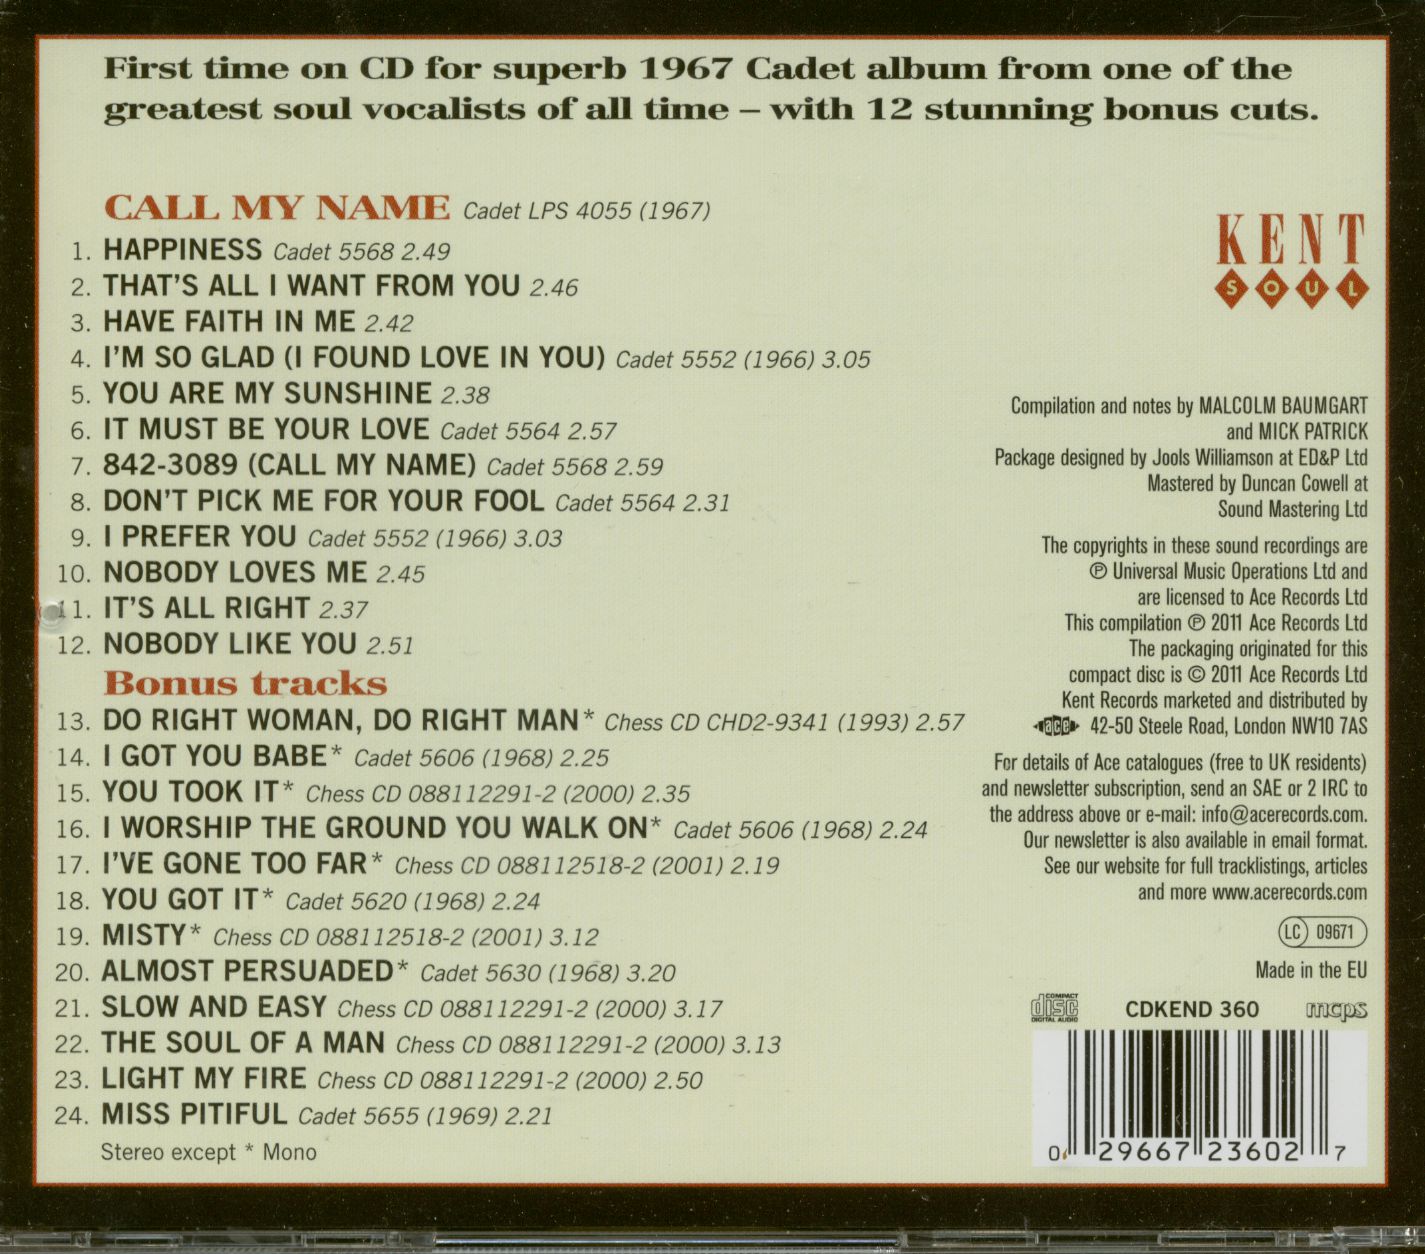 First time on CD for superb 1967 Cadet album from one of the
greatest soul vocalists of all time – with 12 stunning bonus cuts.
CALL MY NAME Cadet LPS 4055 (1967)
1. HAPPINESS Cadet 5568 2.49
2. THAT'S ALL I WANT FROM YOU 2.46
3. HAVE FAITH IN ME 2.42
4. I'M SO GLAD (I FOUND LOVE IN YOU) Cadet 5552 (1966) 3.05
5. YOU ARE MY SUNSHINE 2.38
6. IT MUST BE YOUR LOVE Cadet 5564 2.57
7. 842-3089 (CALL MY NAME) Cadet 5568 2.59
8. DON'T PICK ME FOR YOUR FOOL Cadet 5564 2.31
9. I PREFER YOU Cadet 5552 (1966) 3.03
10. NOBODY LOVES ME 2.45
11. IT'S ALL RIGHT 2.37
12. NOBODY LIKE YOU 2.51
Bonus tracks
13. DO RIGHT WOMAN, DO RIGHT MAN* Chess CD CHD2-9341 (1993) 2.57
14. I GOT YOU BABE* Cadet 5606 (1968) 2.25
15. YOU TOOK IT* Chess CD 088112291-2 (2000) 2.35
16. I WORSHIP THE GROUND YOU WALK ON* Cadet 5606 (1968) 2.24
17. I'VE GONE TOO FAR* Chess CD 088112518-2 (2001) 2.19
18. YOU GOT IT* Cadet 5620 (1968) 2.24
19. MISTY* Chess CD 088112518-2 (2001) 3.12
20. ALMOST PERSUADED* Cadet 5630 (1968) 3.20
21. SLOW AND EASY Chess CD 088112291-2 (2000) 3.17
22. THE SOUL OF A MAN Chess CD 088112291-2 (2000) 3.13
23. LIGHT MY FIRE Chess CD 088112291-2 (2000) 2.50
24. MISS PITIFUL Cadet 5655 (1969) 2.21
Stereo except * Mono
KENT
SOUL
Compilation and notes by MALCOLM BAUMGART
and MICK PATRICK
Package designed by Jools Williamson at ED&P Ltd
Mastered by Duncan Cowell at
Sound Mastering Ltd
The copyrights in these sound recordings are
℗ Universal Music Operations Ltd and
are licensed to Ace Records Ltd
This compilation ℗ 2011 Ace Records Ltd
The packaging originated for this
compact disc is © 2011 Ace Records Ltd
Kent Records marketed and distributed by
ace 42-50 Steele Road, London NW10 7AS
For details of Ace catalogues (free to UK residents)
and newsletter subscription, send an SAE or 2 IRC to
the address above or e-mail: info@acerecords.com.
Our newsletter is also available in email format.
See our website for full tracklistings, articles
and more www.acerecords.com
LC 09671
Made in the EU
COMPACT disc DIGITAL AUDIO CDKEND 360 mcps
0 29667 23602 7